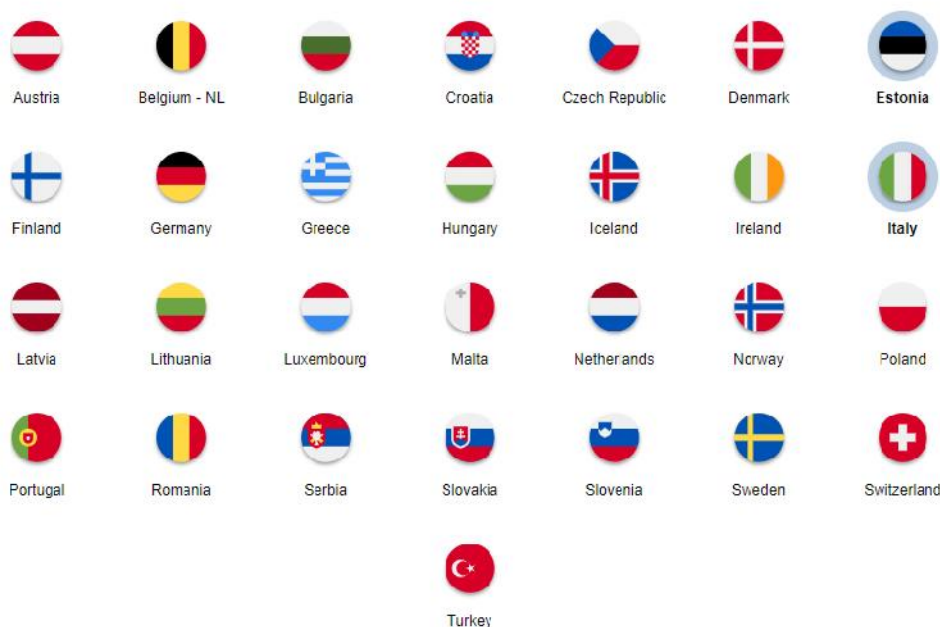 Austria Belgium - NL Bulgaria Croatia Czech Republic Denmark Estonia
Finland Germany Greece Hungary Iceland Ireland Italy
Latvia Lithuania Luxembourg Malta Netherlands Norway Poland
Portugal Romania Serbia Slovakia Slovenia Sweden Switzerland
Turkey